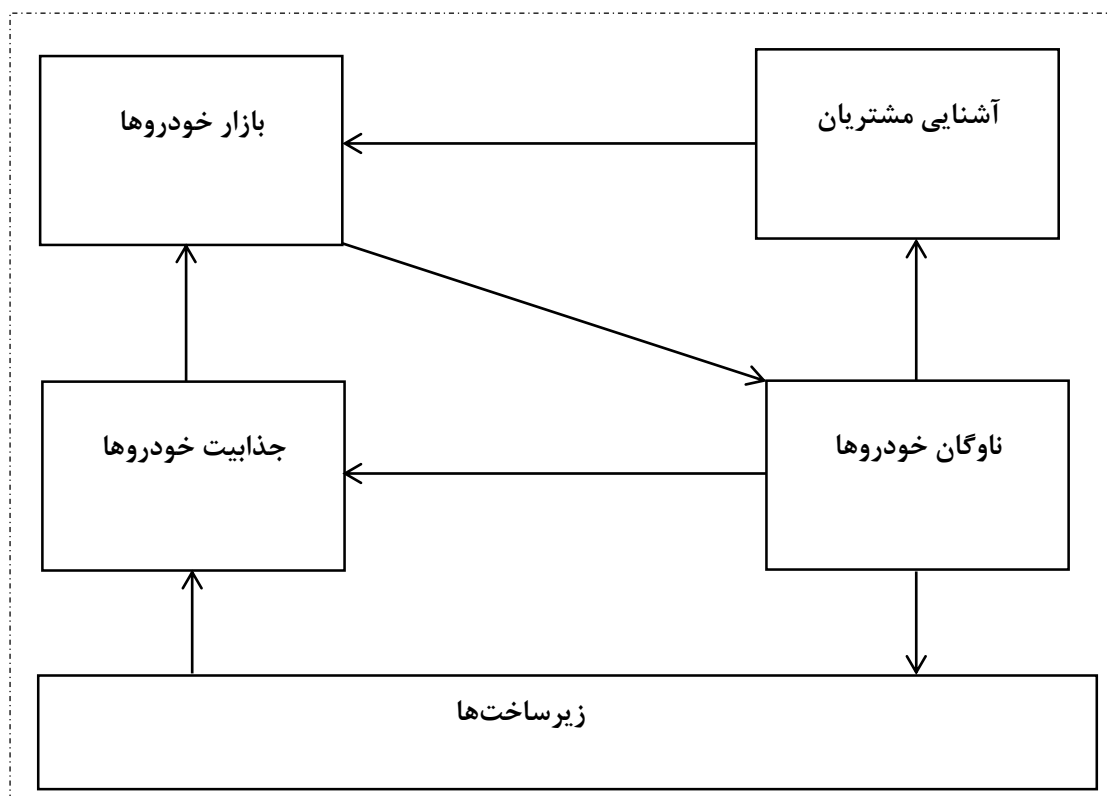 آشنایی مشتریان
بازار خودروها
ناوگان خودروها
جذابیت خودروها
زیرساخت‌ها